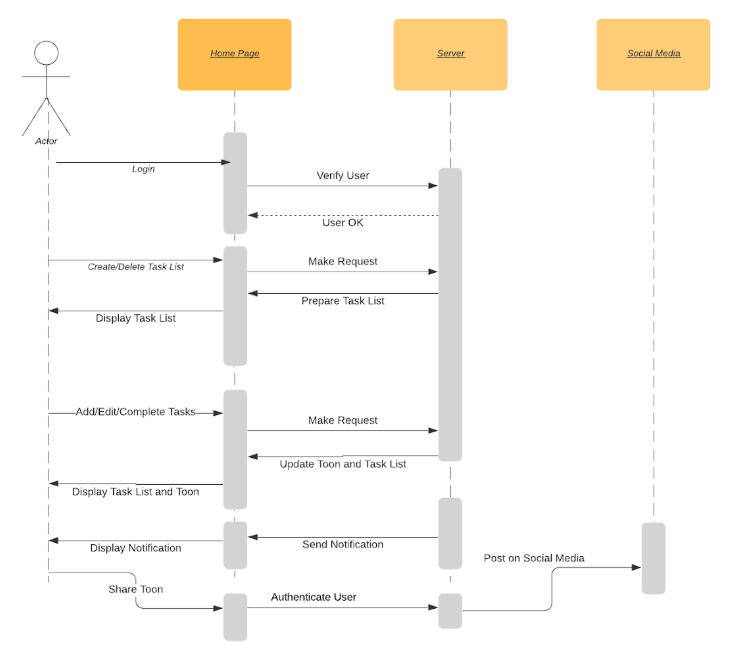 Home Page
Server
Social Media
Actor
Login
Verify User
User OK
Create/Delete Task List
Make Request
Prepare Task List
Display Task List
Add/Edit/Complete Tasks
Make Request
Update Toon and Task List
Display Task List and Toon
Send Notification
Display Notification
Post on Social Media
Share Toon
Authenticate User